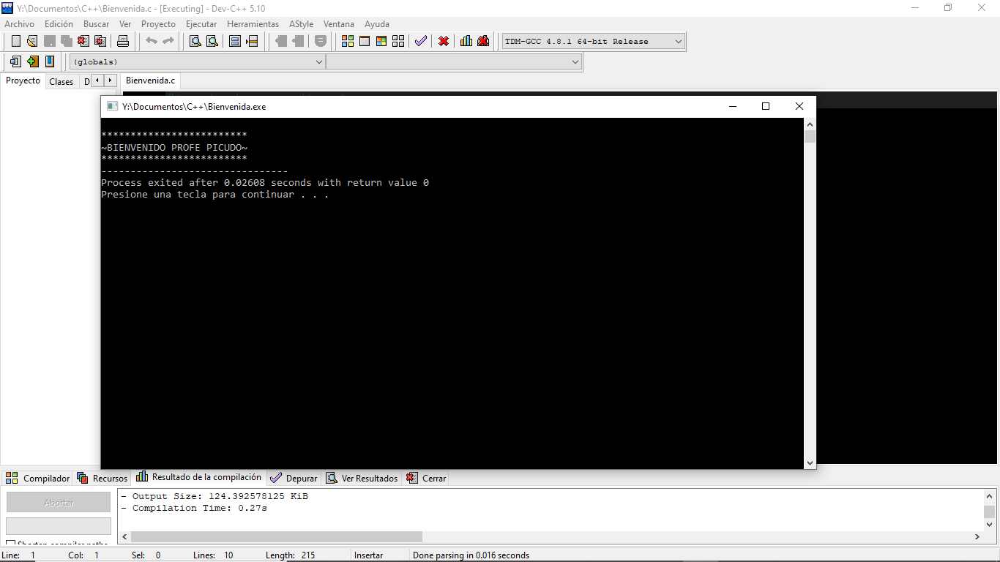 Y:\Documentos\C++\Bienvenida.c - [Executing] - Dev-C++ 5.10
Archivo Edición Buscar Ver Proyecto Ejecutar Herramientas AStyle Ventana Ayuda
TDM-GCC 4.8.1 64-bit Release
(globals)
Proyecto Clases D Bienvenida.c
Y:\Documentos\C++\Bienvenida.exe
*************************
~BIENVENIDO PROFE PICUDO~
*************************
--------------------------------
Process exited after 0.02608 seconds with return value 0
Presione una tecla para continuar . . .
Compilador Recursos Resultado de la compilación Depurar Ver Resultados Cerrar
Abortar
- Output Size: 124.392578125 KiB
- Compilation Time: 0.27s
Shorten compiler paths
Line: 1 Col: 1 Sel: 0 Lines: 10 Length: 215 Insertar Done parsing in 0.016 seconds